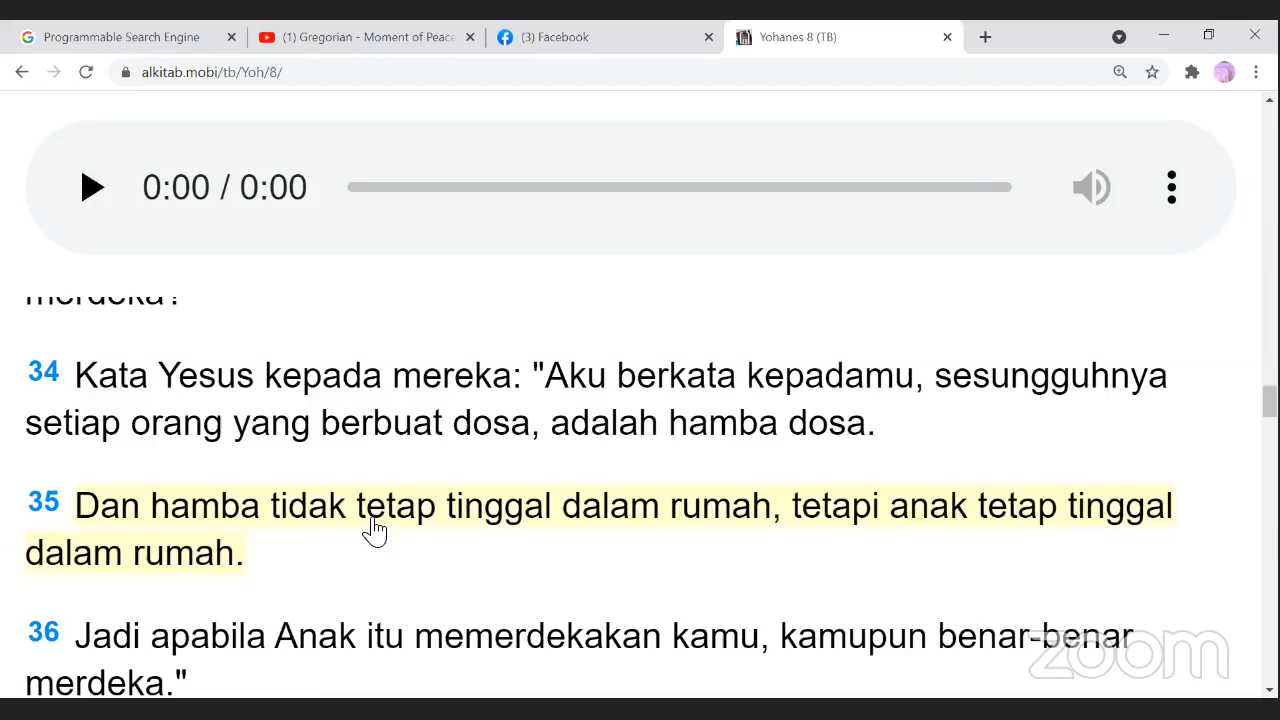 Programmable Search Engine
(1) Gregorian - Moment of Peace
(3) Facebook
Yohanes 8 (TB)
alkitab.mobi/tb/Yoh/8/
0:00 / 0:00
merdeka?
34 Kata Yesus kepada mereka: "Aku berkata kepadamu, sesungguhnya
setiap orang yang berbuat dosa, adalah hamba dosa.
35 Dan hamba tidak tetap tinggal dalam rumah, tetapi anak tetap tinggal
dalam rumah.
36 Jadi apabila Anak itu memerdekakan kamu, kamupun benar-benar
merdeka."
zoom